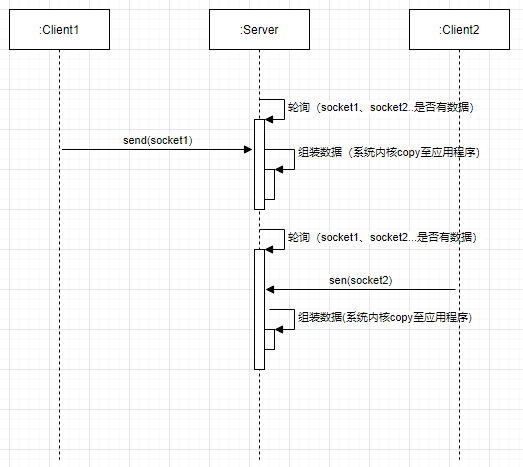 :Client1
:Server
:Client2
轮询（socket1、socket2...是否有数据）
send(socket1)
组装数据（系统内核copy至应用程序）
轮询（socket1、socket2...是否有数据）
sen(socket2)
组装数据(系统内核copy至应用程序)